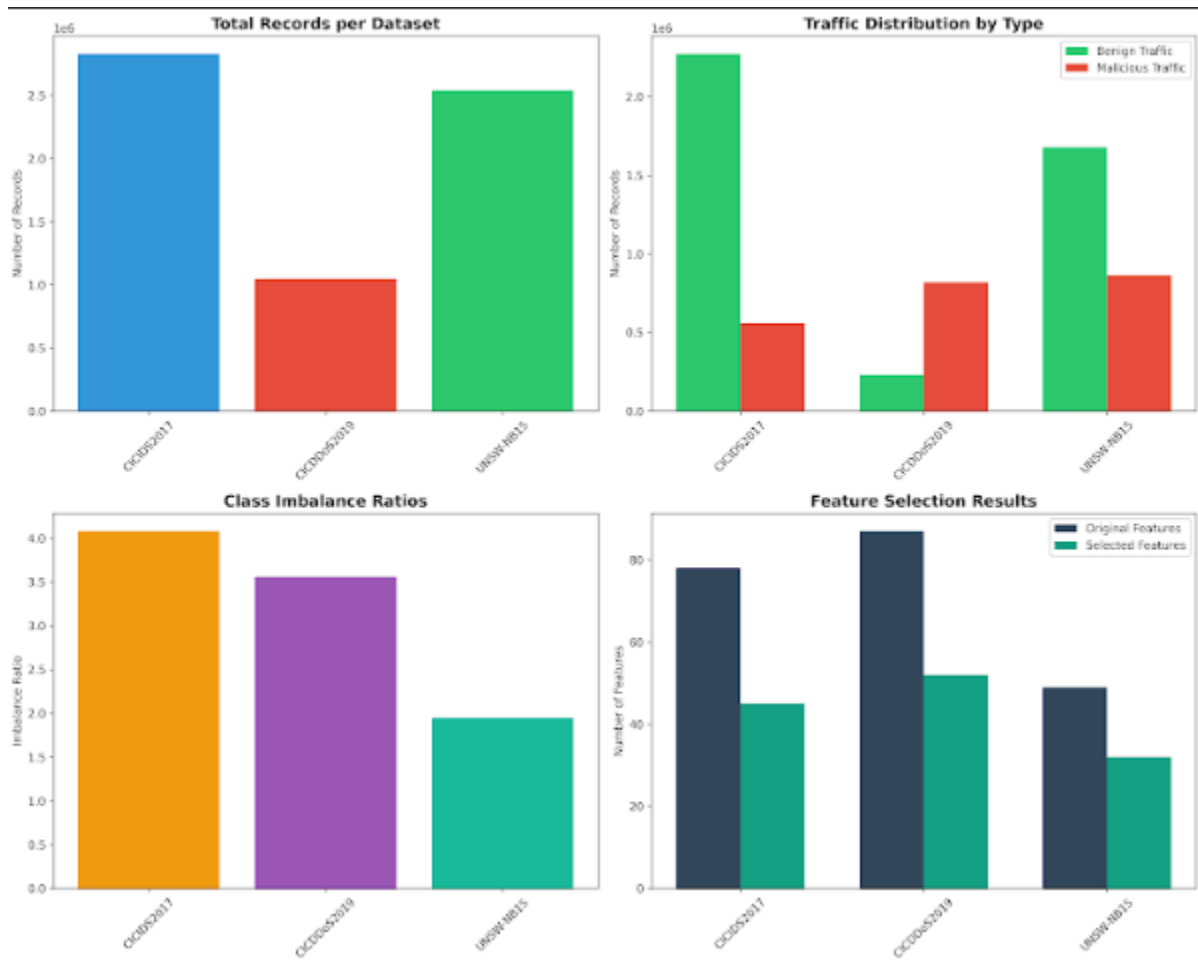 Total Records per Dataset
1e6
Number of Records
2.5
2.0
1.5
1.0
0.5
0.0
CICIDS2017
CICDDoS2019
UNSW-NB15
Traffic Distribution by Type
1e6
Benign Traffic
Malicious Traffic
Number of Records
2.0
1.5
1.0
0.5
0.0
CICIDS2017
CICDDoS2019
UNSW-NB15
Class Imbalance Ratios
Imbalance Ratio
4.0
3.5
3.0
2.5
2.0
1.5
1.0
0.5
0.0
CICIDS2017
CICDDoS2019
UNSW-NB15
Feature Selection Results
Original Features
Selected Features
Number of Features
80
60
40
20
0
CICIDS2017
CICDDoS2019
UNSW-NB15